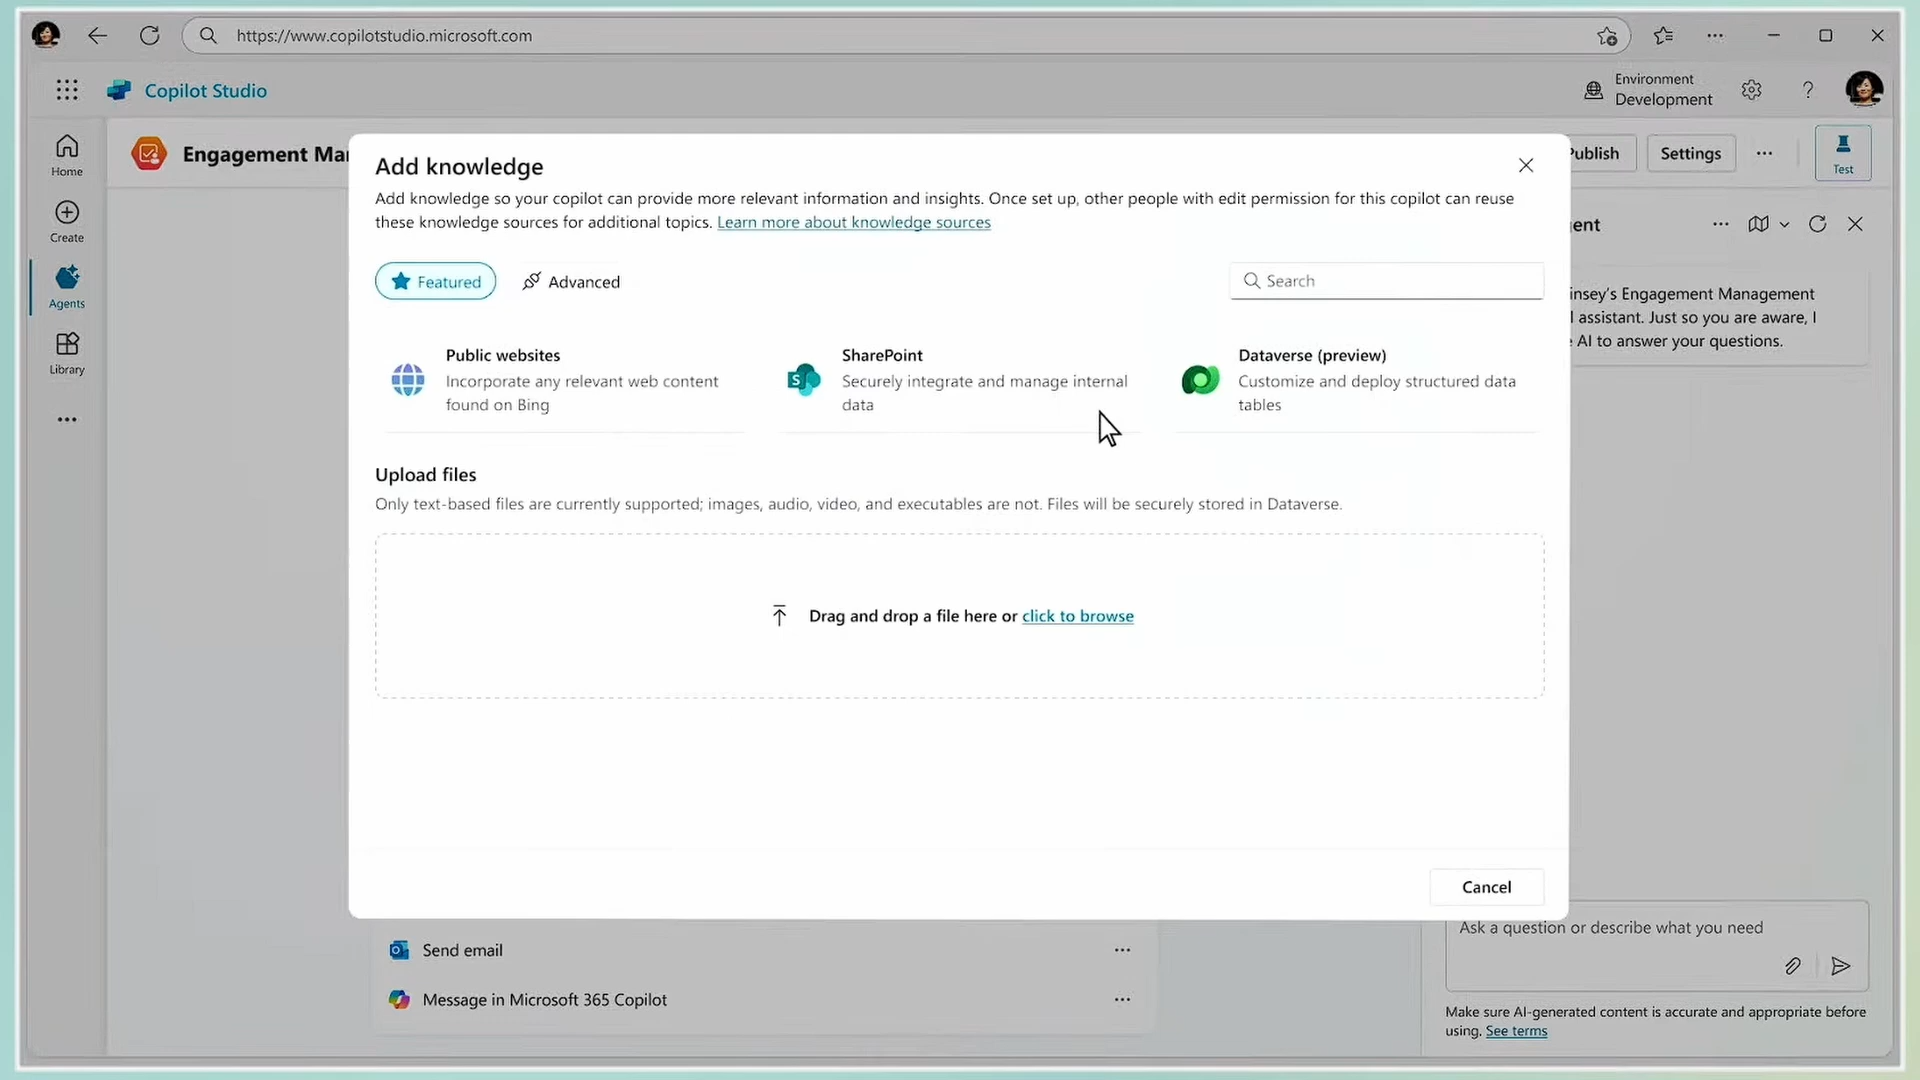 https://www.copilotstudio.microsoft.com
Copilot Studio
Environment
Development
Home
Create
Agents
Library
Engagement Ma
Publish
Settings
Test
Add knowledge
Add knowledge so your copilot can provide more relevant information and insights. Once set up, other people with edit permission for this copilot can reuse
these knowledge sources for additional topics. Learn more about knowledge sources
Featured
Advanced
Search
Public websites
Incorporate any relevant web content
found on Bing
SharePoint
Securely integrate and manage internal
data
Dataverse (preview)
Customize and deploy structured data
tables
Upload files
Only text-based files are currently supported; images, audio, video, and executables are not. Files will be securely stored in Dataverse.
Drag and drop a file here or click to browse
Cancel
ent
insey's Engagement Management
assistant. Just so you are aware, I
AI to answer your questions.
Send email
Message in Microsoft 365 Copilot
Ask a question or describe what you need
Make sure AI-generated content is accurate and appropriate before
using. See terms